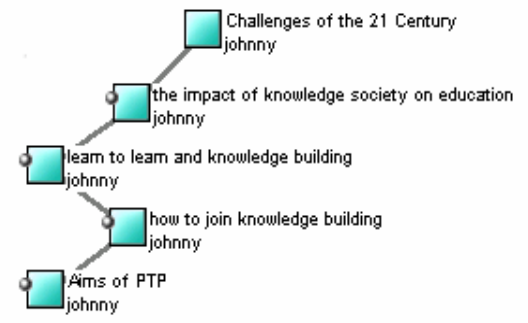 Challenges of the 21 Century
johnny
the impact of knowledge society on education
johnny
learn to learn and knowledge building
johnny
how to join knowledge building
johnny
Aims of PTP
johnny